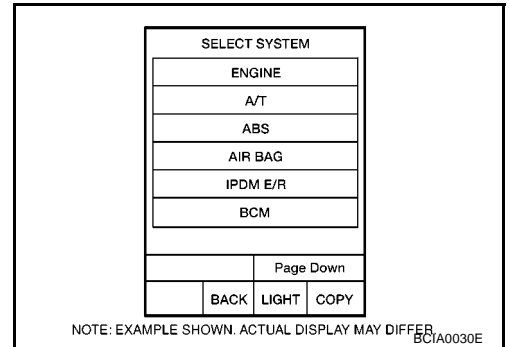 SELECT SYSTEM
ENGINE
A/T
ABS
AIR BAG
IPDM E/R
BCM
Page Down
BACK LIGHT COPY
NOTE: EXAMPLE SHOWN. ACTUAL DISPLAY MAY DIFFER.
BCIA0030E